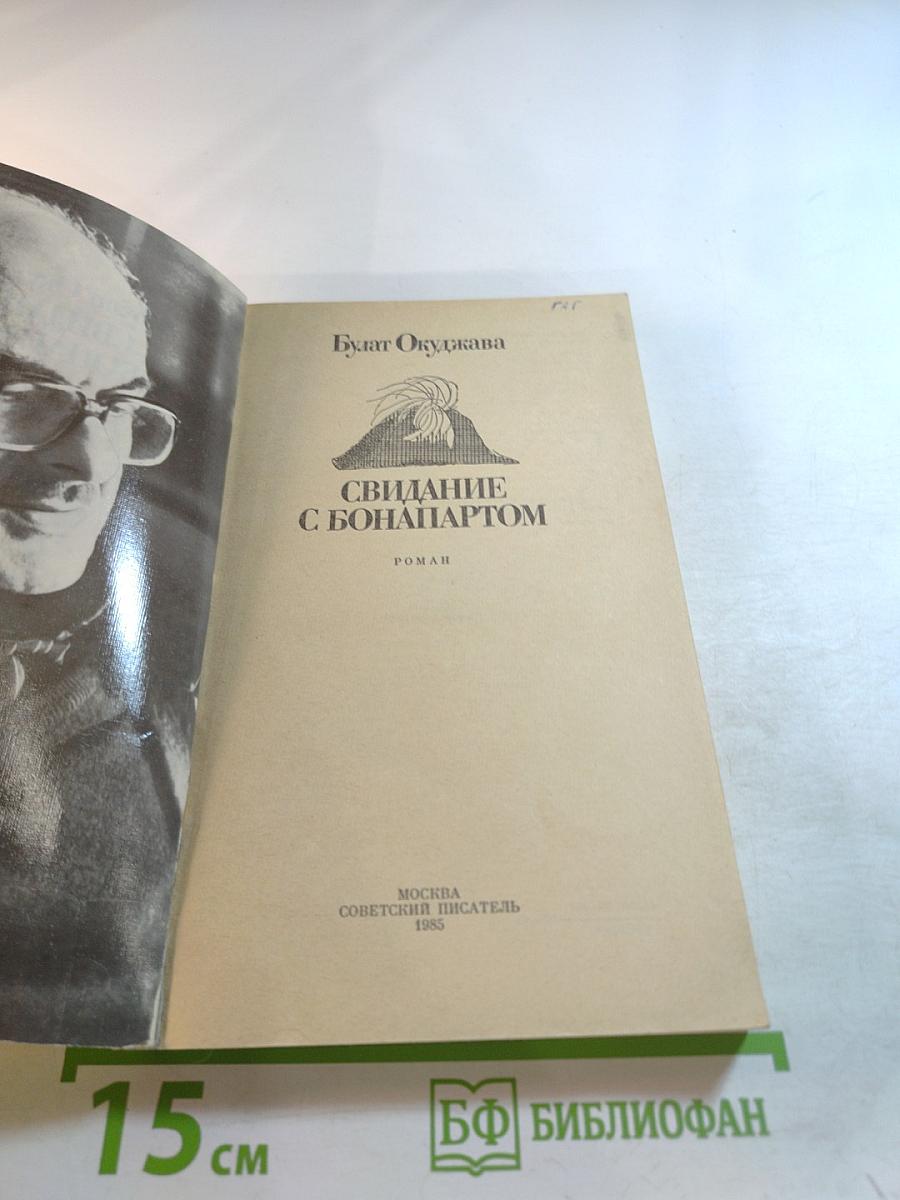 Булат Окуджава
СВИДАНИЕ
С БОНАПАРТОМ
РОМАН
МОСКВА
СОВЕТСКИЙ ПИСАТЕЛЬ
1985
15 см
БФ БИБЛИОФАН